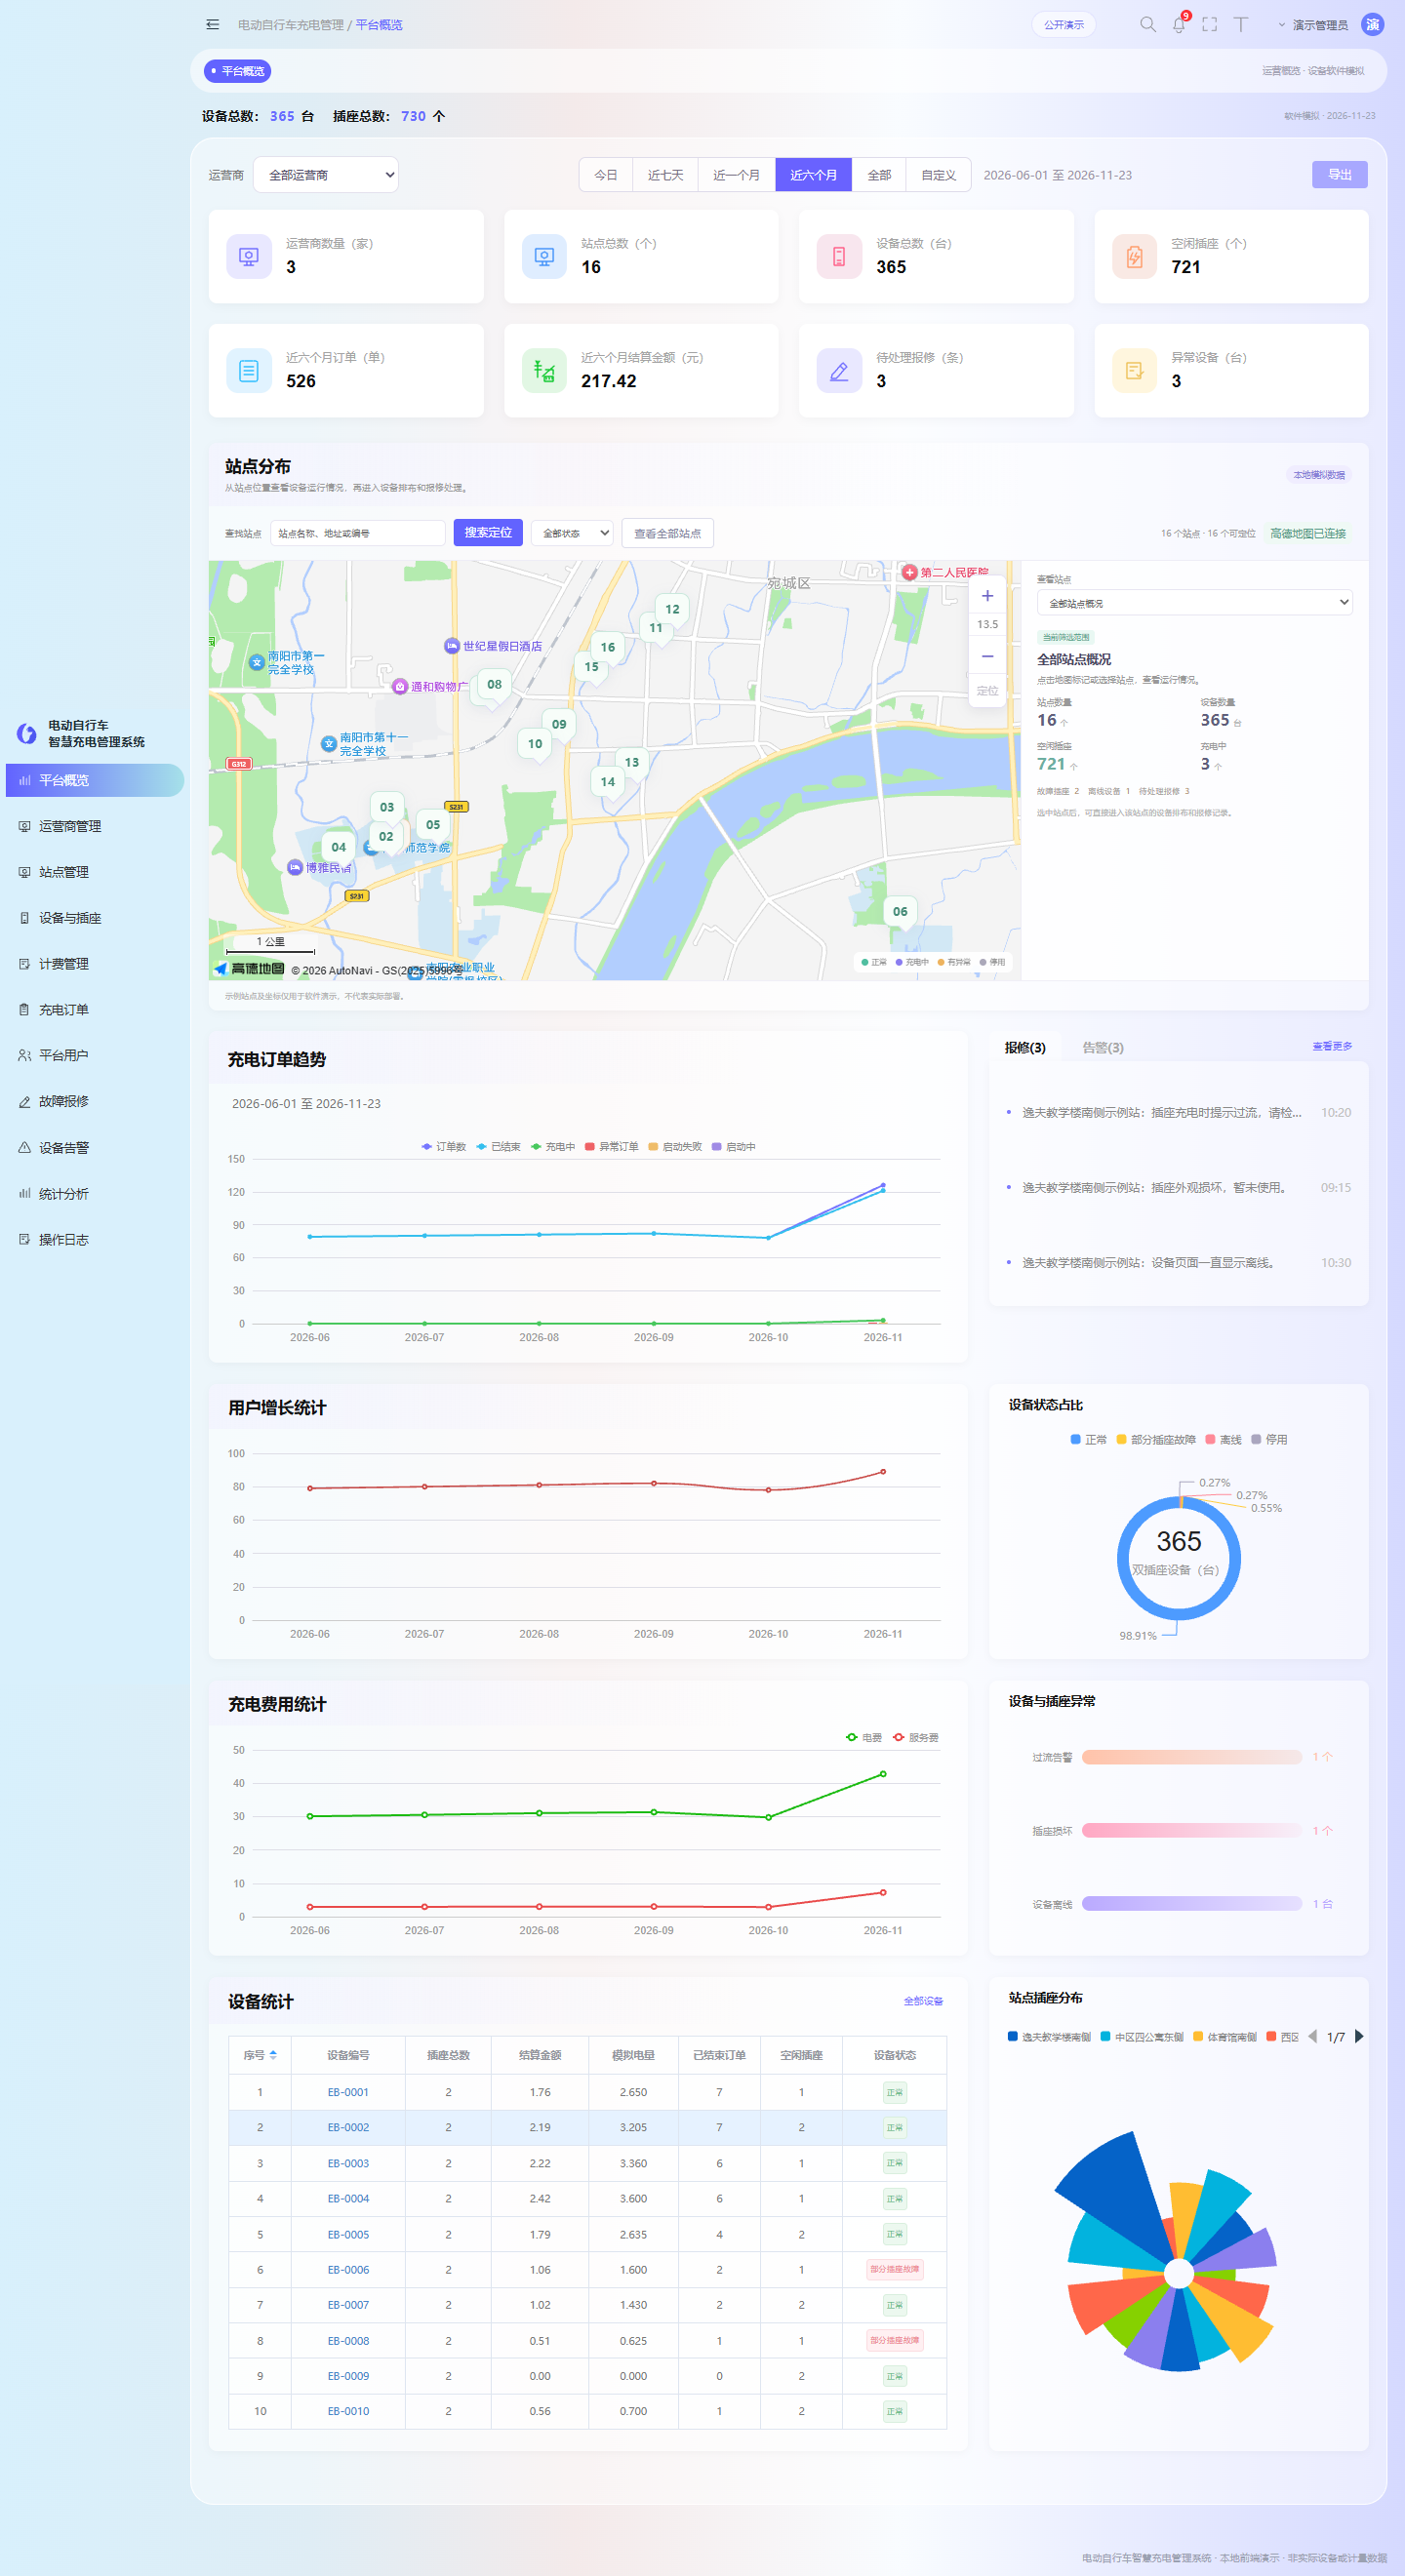 电动自行车充电管理 / 平台概览
公开演示
9
演示管理员
演
平台概览
运营概览 · 设备软件模拟
设备总数： 365 台 插座总数： 730 个
软件模拟 · 2026-11-23
运营商
全部运营商
今日
近七天
近一个月
近六个月
全部
自定义
2026-06-01 至 2026-11-23
导出
运营商数量（家）
3
站点总数（个）
16
设备总数（台）
365
空闲插座（个）
721
近六个月订单（单）
526
近六个月结算金额（元）
217.42
待处理报修（条）
3
异常设备（台）
3
电动自行车
智慧充电管理系统
平台概览
运营商管理
站点管理
设备与插座
计费管理
充电订单
平台用户
故障报修
设备告警
统计分析
操作日志
站点分布
从站点位置查看设备运行情况，再进入设备排布和报修处理。
本地模拟数据
查找站点
站点名称、地址或编号
搜索定位
全部状态
查看全部站点
16 个站点 · 16 个可定位
高德地图已连接
宛城区
第二人民医院
12
11
16
15
世纪星假日酒店
南阳市第一
完全学校
通和购物广
08
09
10
南阳市第十一
完全学校
13
14
G312
03
S231
02
05
04
师范学院
博雅民宿
S231
06
+
13.5
−
定位
1 公里
高德地图
© 2026 AutoNavi - GS(2025)5996号
正常 充电中 有异常 停用
查看站点
全部站点概况
当前筛选范围
全部站点概况
点击地图标记或选择站点，查看运行情况。
站点数量
16 个
设备数量
365 台
空闲插座
721 个
充电中
3 个
故障插座 2 离线设备 1 待处理报修 3
选中站点后，可直接进入该站点的设备排布和报修记录。
示例站点及坐标仅用于软件演示，不代表实际部署。
充电订单趋势
2026-06-01 至 2026-11-23
订单数 已结束 充电中 异常订单 启动失败 启动中
150
120
90
60
30
0
2026-06 2026-07 2026-08 2026-09 2026-10 2026-11
报修(3)
告警(3)
查看更多
逸夫教学楼南侧示例站：插座充电时提示过流，请检... 10:20
逸夫教学楼南侧示例站：插座外观损坏，暂未使用。 09:15
逸夫教学楼南侧示例站：设备页面一直显示离线。 10:30
用户增长统计
100
80
60
40
20
0
2026-06 2026-07 2026-08 2026-09 2026-10 2026-11
设备状态占比
正常 部分插座故障 离线 停用
0.27%
0.27%
0.55%
365
双插座设备（台）
98.91%
充电费用统计
电费 服务费
50
40
30
20
10
0
2026-06 2026-07 2026-08 2026-09 2026-10 2026-11
设备与插座异常
过流告警 1 个
插座损坏 1 个
设备离线 1 台
设备统计
全部设备
序号 设备编号 插座总数 结算金额 模拟电量 已结束订单 空闲插座 设备状态
1 EB-0001 2 1.76 2.650 7 1 正常
2 EB-0002 2 2.19 3.205 7 2 正常
3 EB-0003 2 2.22 3.360 6 1 正常
4 EB-0004 2 2.42 3.600 6 1 正常
5 EB-0005 2 1.79 2.635 4 2 正常
6 EB-0006 2 1.06 1.600 2 1 部分插座故障
7 EB-0007 2 1.02 1.430 2 2 正常
8 EB-0008 2 0.51 0.625 1 1 部分插座故障
9 EB-0009 2 0.00 0.000 0 2 正常
10 EB-0010 2 0.56 0.700 1 2 正常
站点插座分布
逸夫教学楼南侧 中区四公寓东侧 体育馆南侧 西区 1/7
电动自行车智慧充电管理系统 · 本地前端演示 · 非实际设备或计量数据